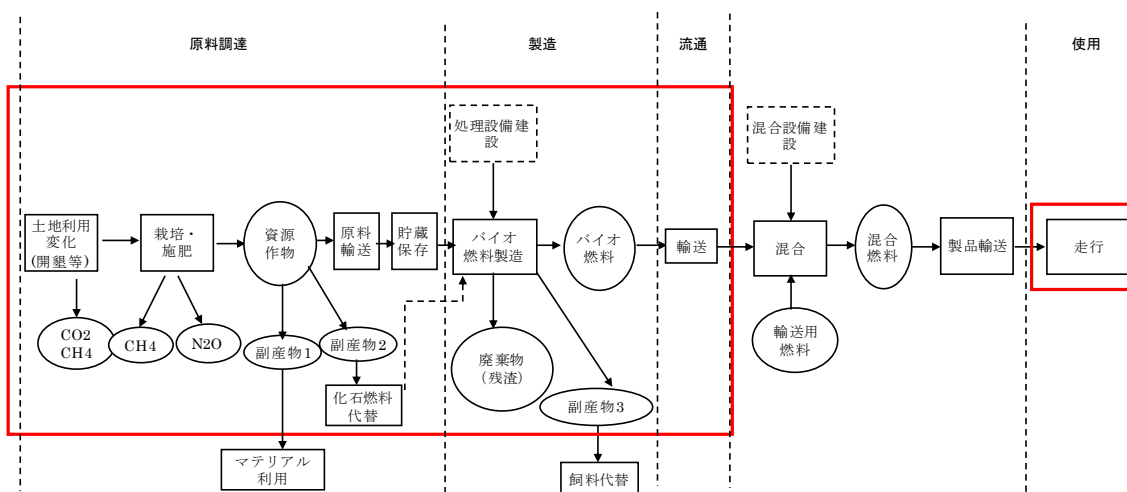 原料調達
製造
流通
使用
処理設備建
設
混合設備建
設
土地利用
変化
(開墾等)
栽培・
施肥
資源
作物
原料
輸送
貯蔵
保存
バイオ
燃料製造
バイオ
燃料
輸送
混合
混合
燃料
製品輸送
走行
CO2
CH4
CH4
N2O
副産物1
副産物2
化石燃料
代替
廃棄物
(残渣)
副産物3
輸送用
燃料
マテリアル
利用
飼料代替